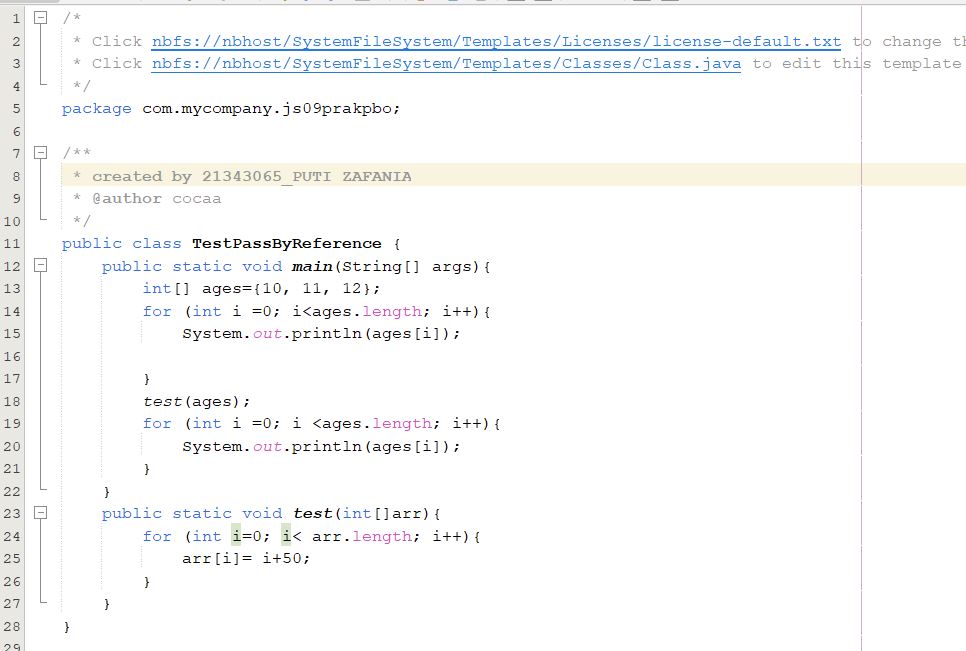 1 /*
2 * Click nbfs://nbhost/SystemFileSystem/Templates/Licenses/license-default.txt to change th
3 * Click nbfs://nbhost/SystemFileSystem/Templates/Classes/Class.java to edit this template
4 */
5 package com.mycompany.js09prakpbo;
6
7 /**
8 * created by 21343065_PUTI ZAFANIA
9 * @author cocaa
10 */
11 public class TestPassByReference {
12 public static void main(String[] args){
13 int[] ages={10, 11, 12};
14 for (int i =0; i<ages.length; i++){
15 System.out.println(ages[i]);
16
17 }
18 test(ages);
19 for (int i =0; i <ages.length; i++){
20 System.out.println(ages[i]);
21 }
22 }
23 public static void test(int[]arr){
24 for (int i=0; i< arr.length; i++){
25 arr[i]= i+50;
26 }
27 }
28 }
29